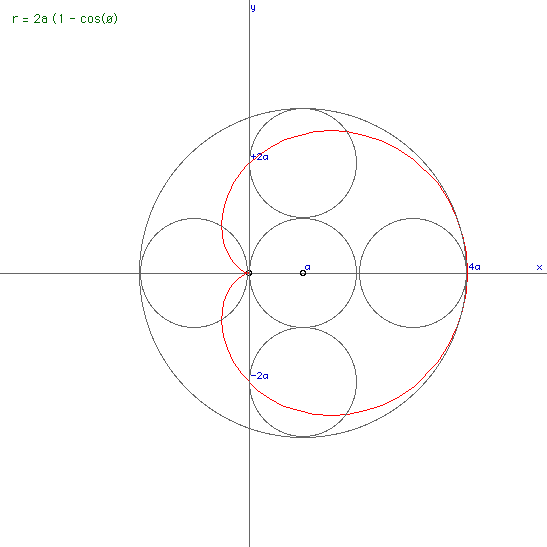 r = 2a (1 - cos(ø)
y
+2a
a
4a
x
-2a